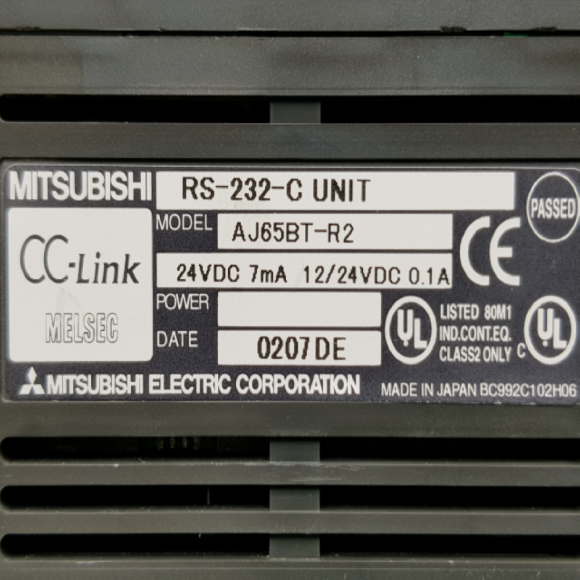 MITSUBISHI RS-232-C UNIT
PASSED
MODEL AJ65BT-R2
CE
CC-Link
24VDC 7mA 12/24VDC 0.1A
MELSEC
POWER
UL LISTED 80M1
IND.CONT.EQ.
CLASS2 ONLY C UL
DATE 0207DE
MITSUBISHI ELECTRIC CORPORATION
MADE IN JAPAN BC992C102H06